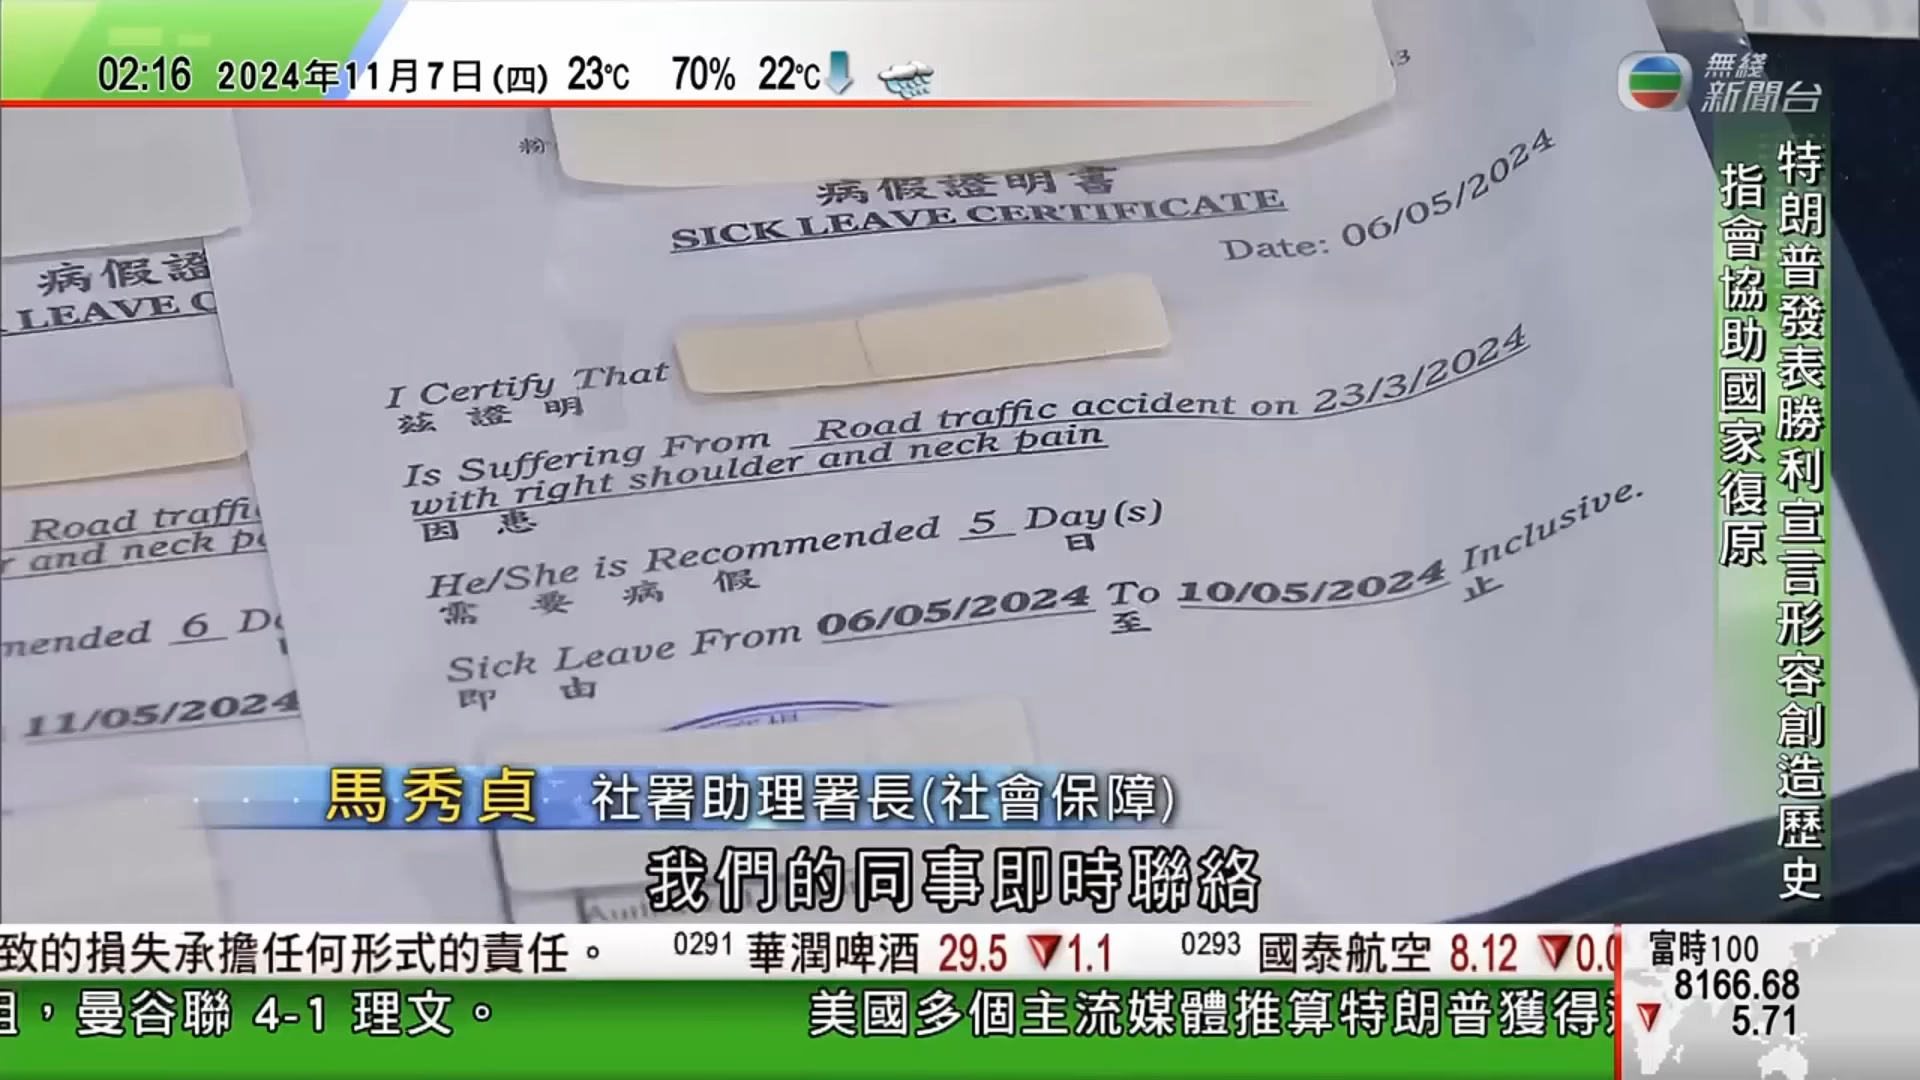 02:16 2024年11月7日(四) 23℃ 70% 22℃
無綫
新聞台
特朗普發表勝利宣言形容創造歷史
指會協助國家復原
粉
病假證明書
SICK LEAVE CERTIFICATE
Date: 06/05/2024
I Certify That
茲證明
Is Suffering From Road traffic accident on 23/3/2024
with right shoulder and neck pain
因患
He/She is Recommended 5 Day(s)
需要病假 日
Sick Leave From 06/05/2024 To 10/05/2024 Inclusive.
即由 至 止
病假證
LEAVE C
Road traffi
and neck p
mended 6 D
11/05/2024
馬秀貞 社署助理署長(社會保障)
我們的同事即時聯絡
致的損失承擔任何形式的責任。 0291 華潤啤酒 29.5 ▼1.1 0293 國泰航空 8.12 ▼0.0
，曼谷聯 4-1 理文。 美國多個主流媒體推算特朗普獲得
富時100
8166.68
▼ 5.71